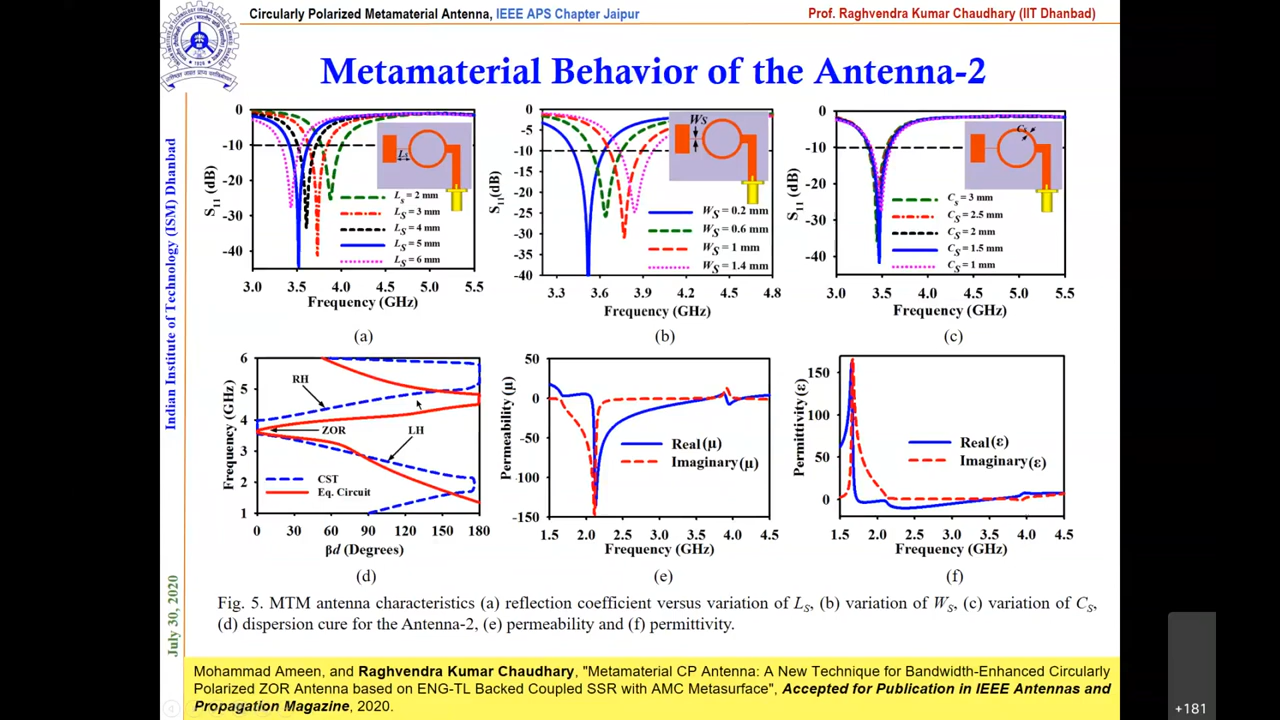 Circularly Polarized Metamaterial Antenna, IEEE APS Chapter Jaipur
Prof. Raghvendra Kumar Chaudhary (IIT Dhanbad)
Metamaterial Behavior of the Antenna-2
Indian Institute of Technology (ISM) Dhanbad
July 30, 2020
0
-10
-20
-30
-40
S11 (dB)
LS
Ls = 2 mm
LS = 3 mm
LS = 4 mm
LS = 5 mm
LS = 6 mm
3.0 3.5 4.0 4.5 5.0 5.5
Frequency (GHz)
(a)
0
-5
-10
-15
-20
-25
-30
-35
-40
S11(dB)
WS
WS = 0.2 mm
WS = 0.6 mm
WS = 1 mm
WS = 1.4 mm
3.3 3.6 3.9 4.2 4.5 4.8
Frequency (GHz)
(b)
0
-10
-20
-30
-40
S11 (dB)
Cs
CS = 3 mm
CS = 2.5 mm
CS = 2 mm
CS = 1.5 mm
CS = 1 mm
3.0 3.5 4.0 4.5 5.0 5.5
Frequency (GHz)
(c)
6
5
4
3
2
1
Frequency (GHz)
RH
ZOR
LH
CST
Eq. Circuit
0 30 60 90 120 150 180
βd (Degrees)
(d)
50
0
-50
-100
-150
Permeability (μ)
Real (μ)
Imaginary (μ)
1.5 2.0 2.5 3.0 3.5 4.0 4.5
Frequency (GHz)
(e)
150
100
50
0
Permittivity (ε)
Real (ε)
Imaginary (ε)
1.5 2.0 2.5 3.0 3.5 4.0 4.5
Frequency (GHz)
(f)
Fig. 5. MTM antenna characteristics (a) reflection coefficient versus variation of LS, (b) variation of WS, (c) variation of CS,
(d) dispersion cure for the Antenna-2, (e) permeability and (f) permittivity.
Mohammad Ameen, and Raghvendra Kumar Chaudhary, "Metamaterial CP Antenna: A New Technique for Bandwidth-Enhanced Circularly
Polarized ZOR Antenna based on ENG-TL Backed Coupled SSR with AMC Metasurface", Accepted for Publication in IEEE Antennas and
Propagation Magazine, 2020.
+181